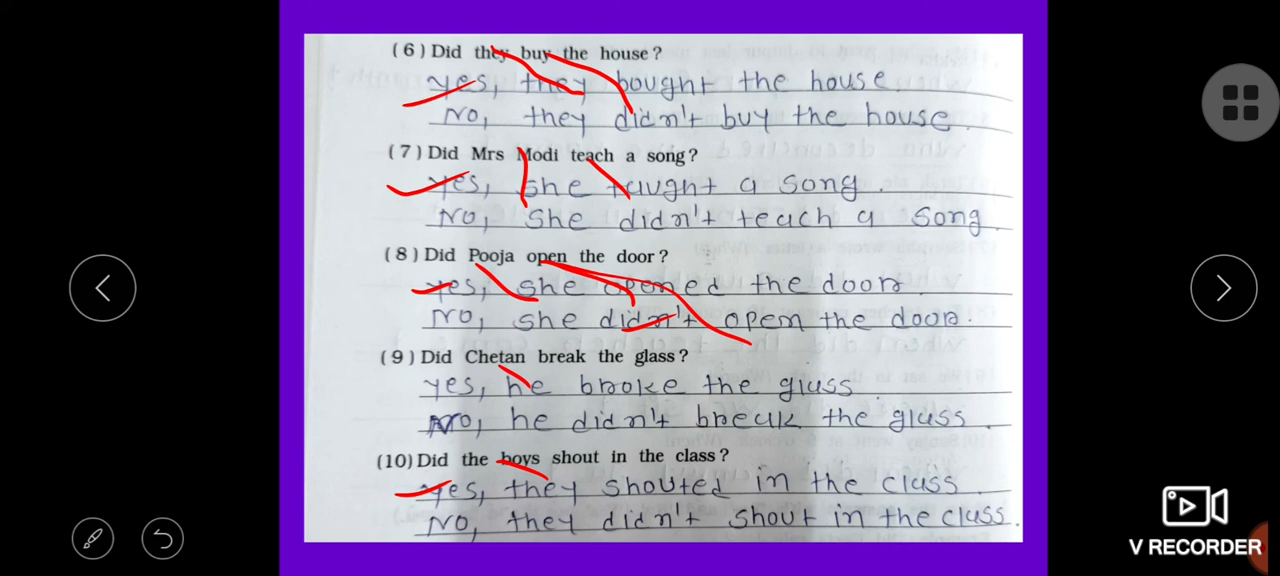 (6) Did they buy the house?
yes, they bought the house
No, they didn't buy the house.
(7) Did Mrs Modi teach a song?
yes, she taught a song.
No, she didn't teach a song.
(8) Did Pooja open the door?
yes, she opened the door.
No, she didn't open the door.
(9) Did Chetan break the glass?
yes, he broke the glass.
No, he didn't break the glass.
(10) Did the boys shout in the class?
Yes, they shouted in the class
No, they didn't shout in the class.
V RECORDER